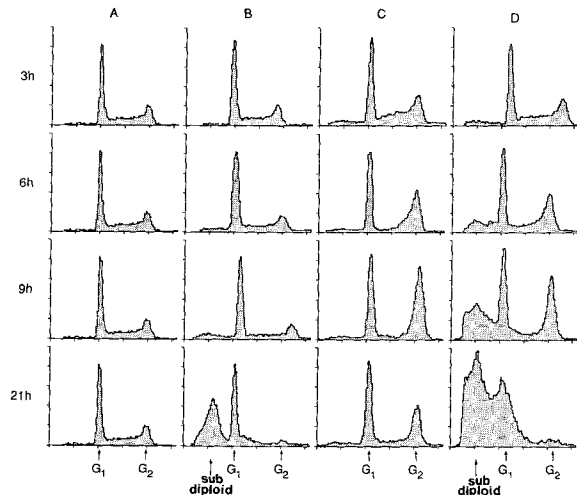 A B C D
3h
6h
9h
21h
G1 G2 G1 G2 G1 G2 G1 G2
sub diploid sub diploid